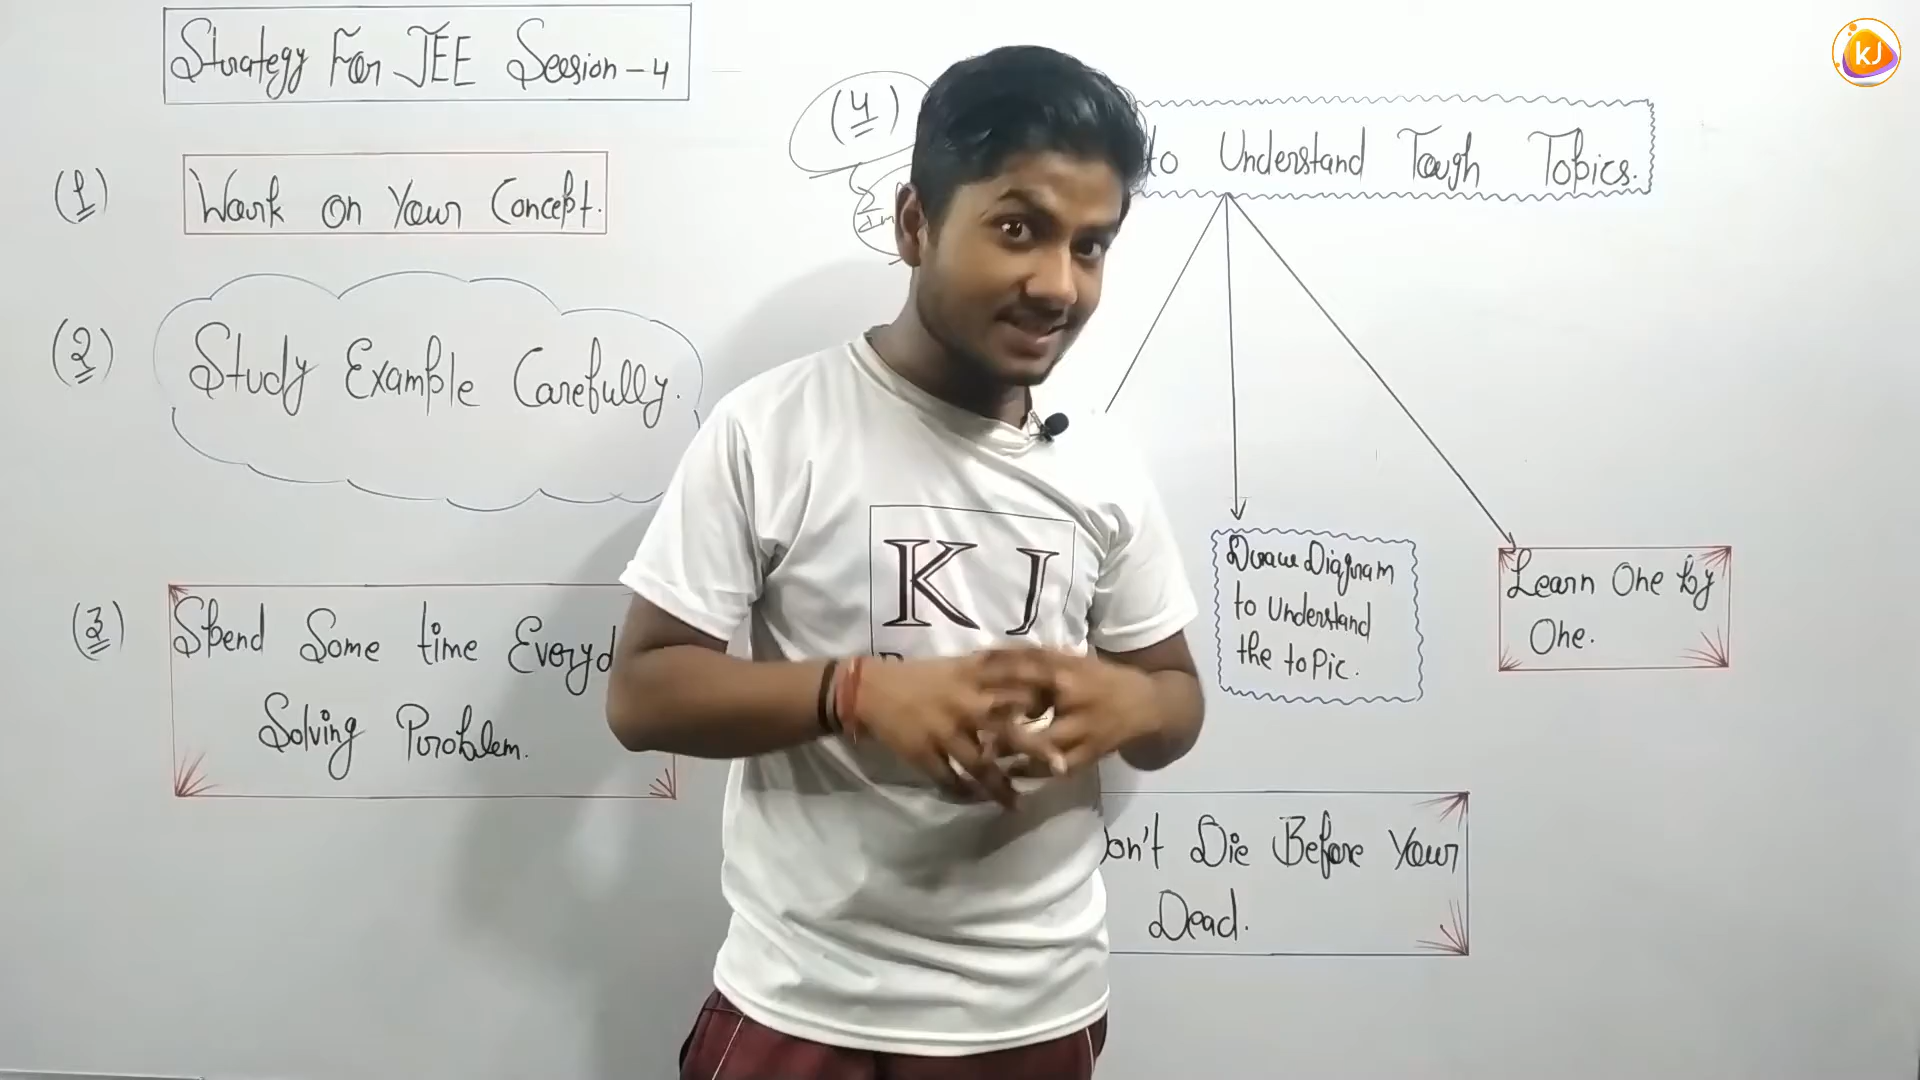 Strategy For JEE Session-4
(1) Work on Your Concept.
(2) Study Example Carefully.
(3) Spend Some time Everyd
Solving Problem.
(4) to Understand Tough Topics.
Draw Diagram
to Understand
the toPic.
Learn One by
One.
on't Die Before Your
Dead.
KJ
kJ